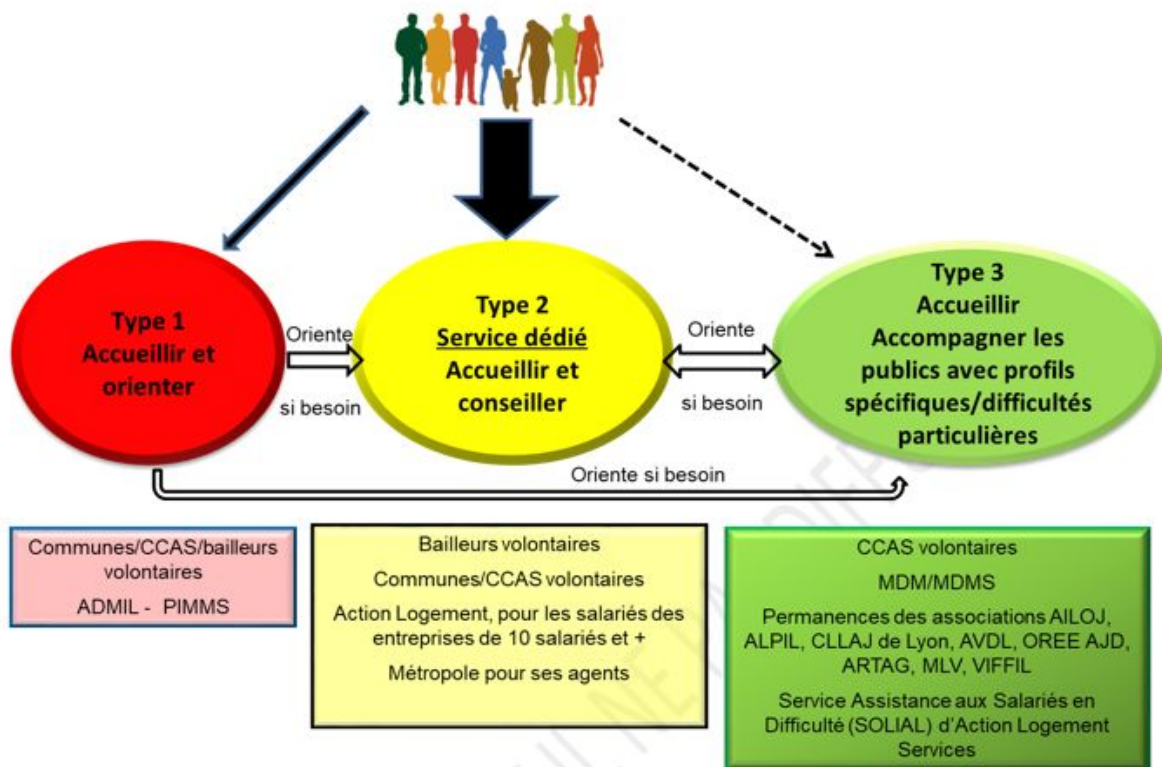 Type 1
Accueillir et
orienter
Oriente
si besoin
Type 2
Service dédié
Accueillir et
conseiller
Oriente
si besoin
Type 3
Accueillir
Accompagner les
publics avec profils
spécifiques/difficultés
particulières
Oriente si besoin
Communes/CCAS/bailleurs
volontaires
ADMIL - PIMMS
Bailleurs volontaires
Communes/CCAS volontaires
Action Logement, pour les salariés des
entreprises de 10 salariés et +
Métropole pour ses agents
CCAS volontaires
MDM/MDMS
Permanences des associations AILOJ,
ALPIL, CLLAJ de Lyon, AVDL, OREE AJD,
ARTAG, MLV, VIFFIL
Service Assistance aux Salariés en
Difficulté (SOLIAL) d'Action Logement
Services